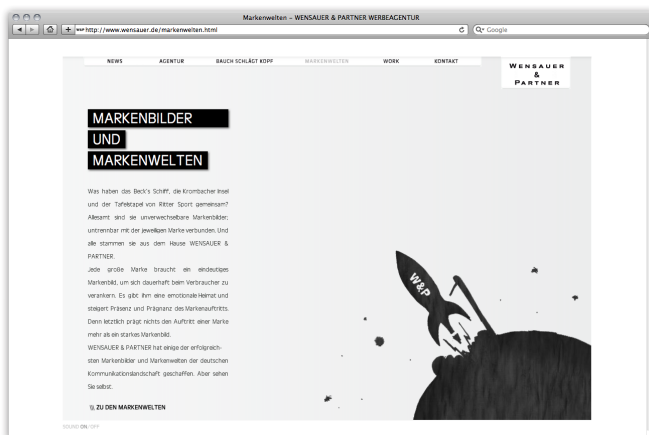 Markenwelten – WENSAUER & PARTNER WERBEAGENTUR
http://www.wensauer.de/markenwelten.html
Google
NEWS AGENTUR BAUCH SCHLÄGT KOPF MARKENWELTEN WORK KONTAKT
WENSAUER
&
PARTNER
MARKENBILDER
UND
MARKENWELTEN
Was haben das Beck's Schiff, die Krombacher Insel
und der Tafelstapel von Ritter Sport gemeinsam?
Allesamt sind sie unverwechselbare Markenbilder,
untrennbar mit der jeweiligen Marke verbunden. Und
alle stammen sie aus dem Hause WENSAUER &
PARTNER.
Jede große Marke braucht ein eindeutiges
Markenbild, um sich dauerhaft beim Verbraucher zu
verankern. Es gibt ihm eine emotionale Heimat und
steigert Präsenz und Prägnanz des Markenauftritts.
Denn letztlich prägt nichts den Auftritt einer Marke
mehr als ein starkes Markenbild.
WENSAUER & PARTNER hat einige der erfolgreich-
sten Markenbilder und Markenwelten der deutschen
Kommunikationslandschaft geschaffen. Aber sehen
Sie selbst.
ZU DEN MARKENWELTEN
W&P
SOUND ON / OFF